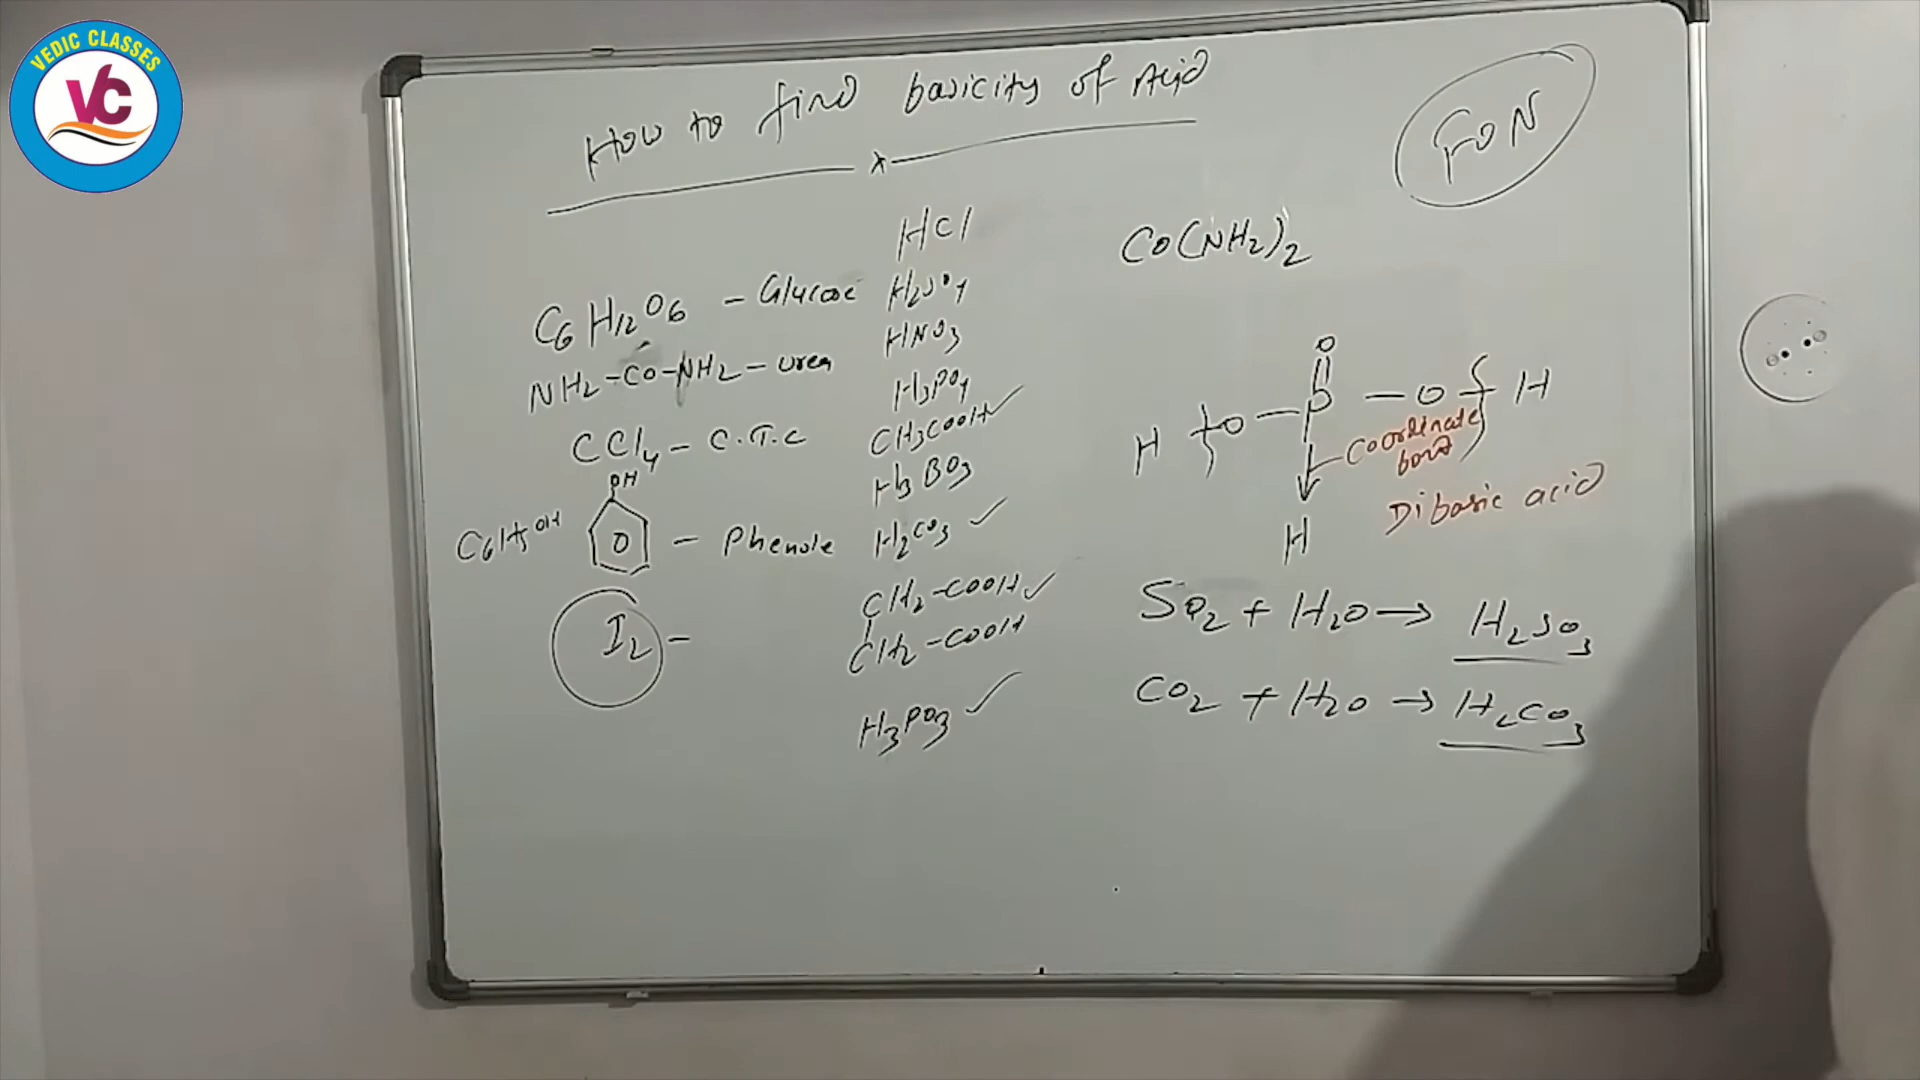 VEDIC CLASSES
VC
How to find basicity of Acid
x
FON
HCl
CO(NH2)2
C6H12O6 - Glucose
H2SO4
HNO3
NH2-CO-NH2 - urea
H3PO4
CCl4 - C.T.C
CH3COOH ✓
H3BO3
OH
C6H5OH
O - Phenole
H2CO3 ✓
I2 -
CH2-COOH ✓
CH2-COOH
H3PO3 ✓
O
H O - P - O H
coordinate
bond
H
Dibasic acid
SO2 + H2O → H2SO3
CO2 + H2O → H2CO3